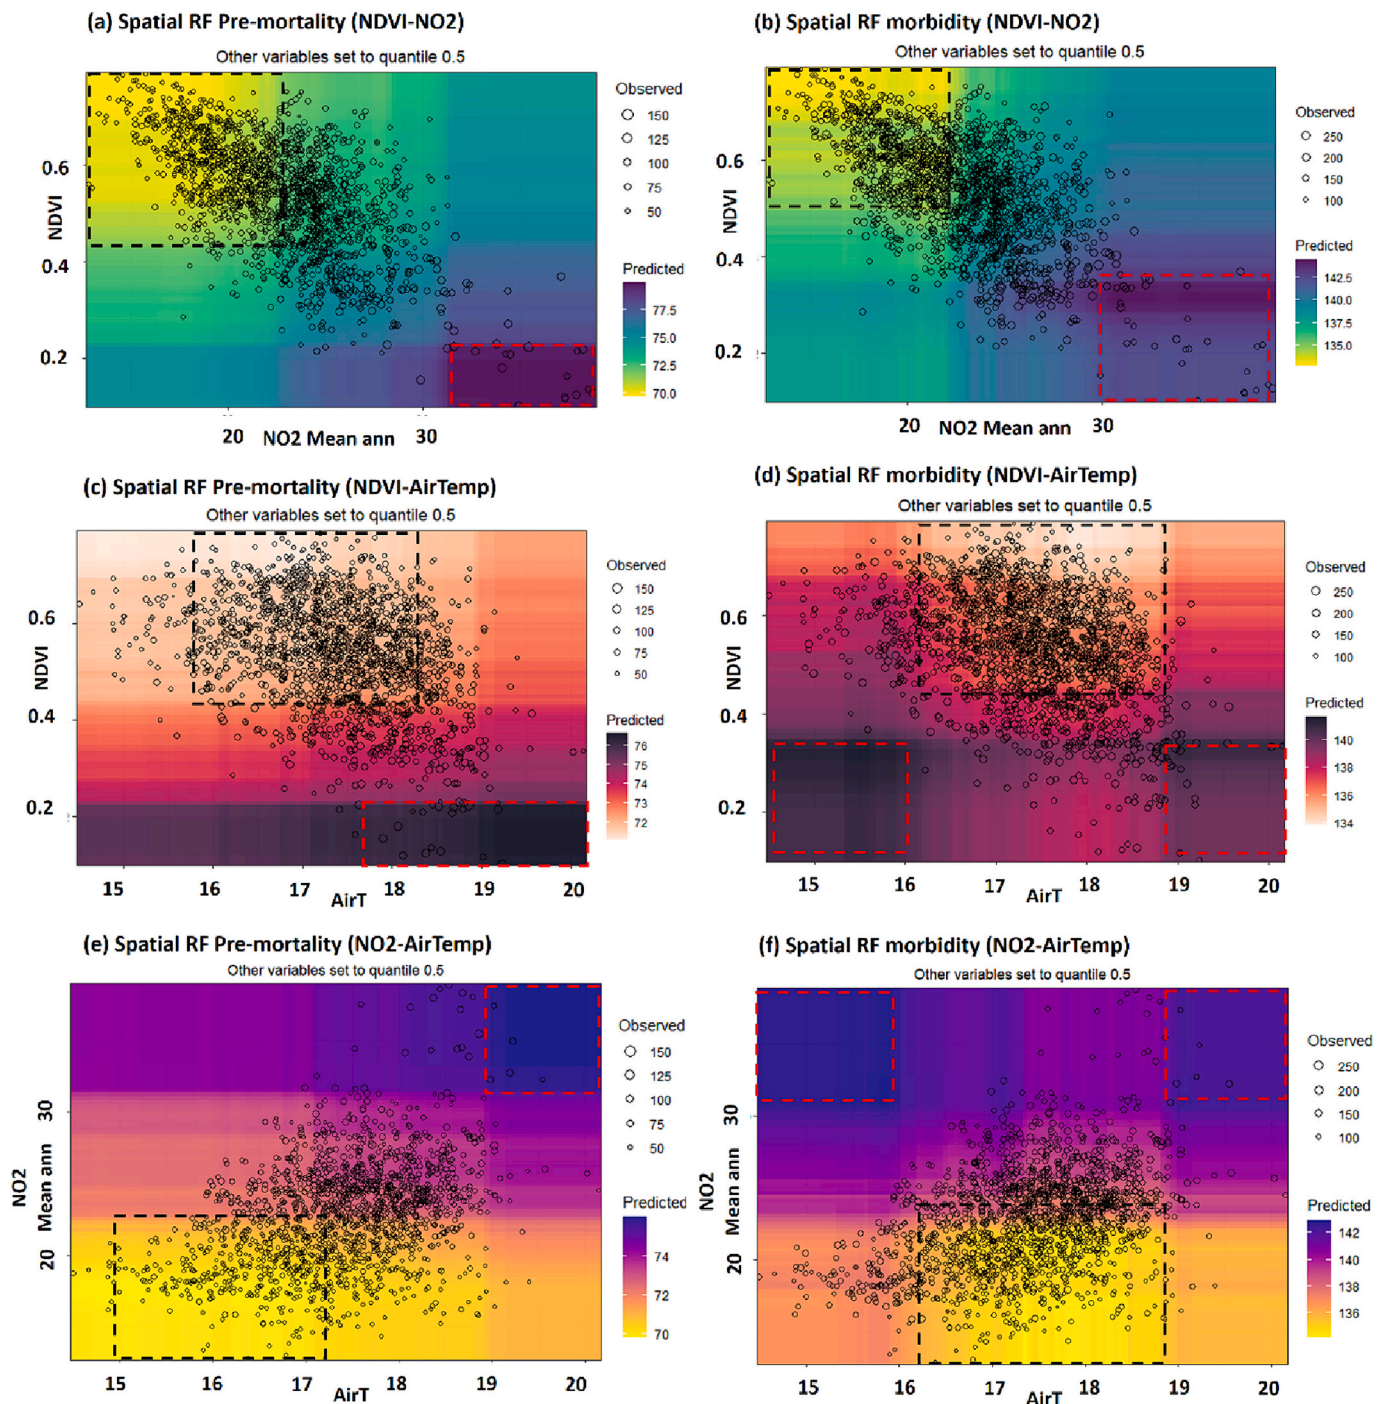 (a) Spatial RF Pre-mortality (NDVI-NO2)
Other variables set to quantile 0.5
NDVI
0.6
0.4
0.2
20
NO2 Mean ann
30
Observed
150
125
100
75
50
Predicted
77.5
75.0
72.5
70.0
(b) Spatial RF morbidity (NDVI-NO2)
Other variables set to quantile 0.5
NDVI
0.6
0.4
0.2
20
NO2 Mean ann
30
Observed
250
200
150
100
Predicted
142.5
140.0
137.5
135.0
(c) Spatial RF Pre-mortality (NDVI-AirTemp)
Other variables set to quantile 0.5
NDVI
0.6
0.4
0.2
15
16
17
18
19
20
AirT
Observed
150
125
100
75
50
Predicted
76
75
74
73
72
(d) Spatial RF morbidity (NDVI-AirTemp)
Other variables set to quantile 0.5
NDVI
0.6
0.4
0.2
15
16
17
18
19
20
AirT
Observed
250
200
150
100
Predicted
140
138
136
134
(e) Spatial RF Pre-mortality (NO2-AirTemp)
Other variables set to quantile 0.5
NO2
Mean ann
30
20
15
16
17
18
19
20
AirT
Observed
150
125
100
75
50
Predicted
74
72
70
(f) Spatial RF morbidity (NO2-AirTemp)
Other variables set to quantile 0.5
NO2
Mean ann
30
20
15
16
17
18
19
20
AirT
Observed
250
200
150
100
Predicted
142
140
138
136